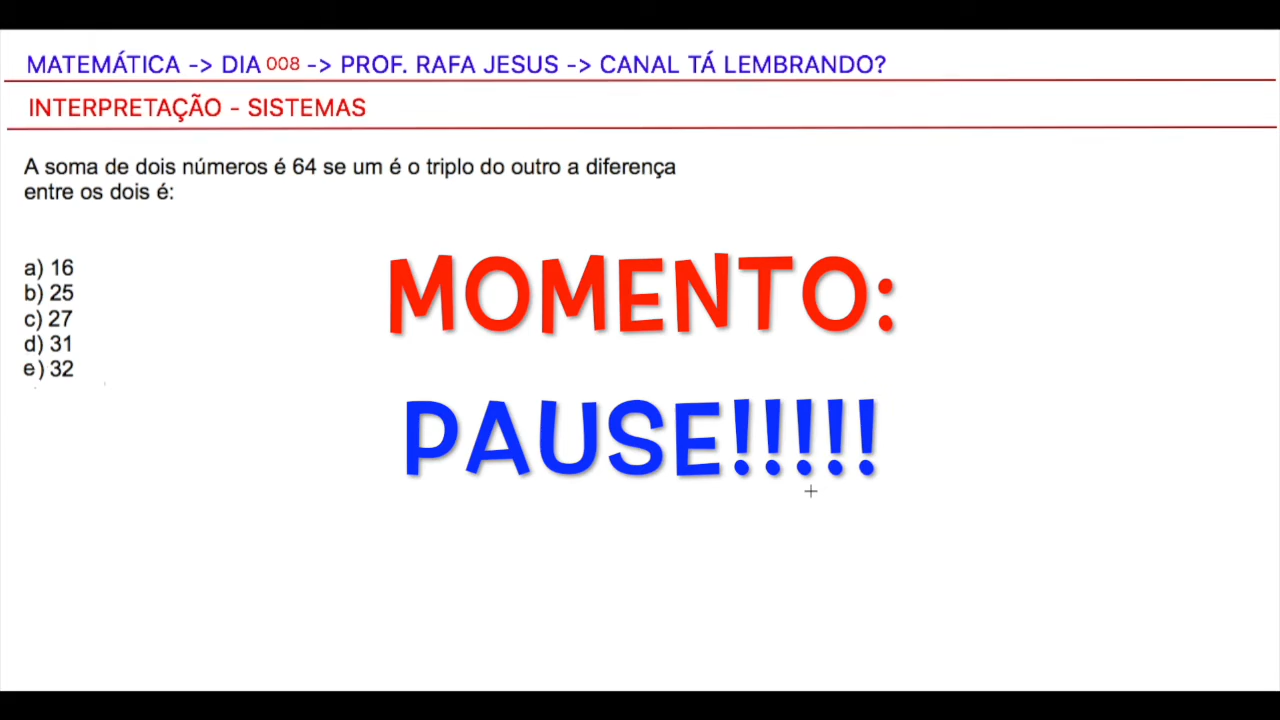 MATEMÁTICA -> DIA 008 -> PROF. RAFA JESUS -> CANAL TÁ LEMBRANDO?
INTERPRETAÇÃO - SISTEMAS
A soma de dois números é 64 se um é o triplo do outro a diferença
entre os dois é:
a) 16
b) 25
c) 27
d) 31
e) 32
MOMENTO:
PAUSE!!!!!